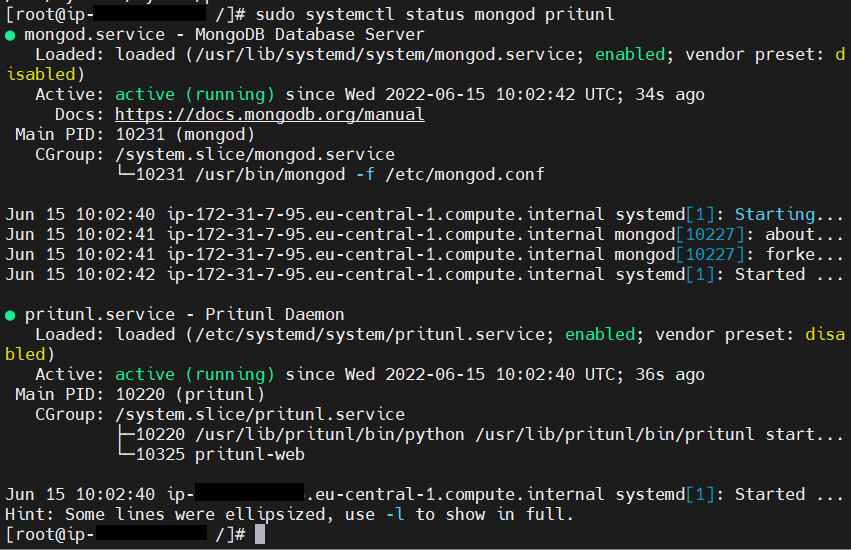 [root@ip- /]# sudo systemctl status mongod pritunl
● mongod.service - MongoDB Database Server
   Loaded: loaded (/usr/lib/systemd/system/mongod.service; enabled; vendor preset: d
isabled)
   Active: active (running) since Wed 2022-06-15 10:02:42 UTC; 34s ago
     Docs: https://docs.mongodb.org/manual
 Main PID: 10231 (mongod)
   CGroup: /system.slice/mongod.service
           └─10231 /usr/bin/mongod -f /etc/mongod.conf

Jun 15 10:02:40 ip-172-31-7-95.eu-central-1.compute.internal systemd[1]: Starting...
Jun 15 10:02:41 ip-172-31-7-95.eu-central-1.compute.internal mongod[10227]: about...
Jun 15 10:02:41 ip-172-31-7-95.eu-central-1.compute.internal mongod[10227]: forke...
Jun 15 10:02:42 ip-172-31-7-95.eu-central-1.compute.internal systemd[1]: Started ...

● pritunl.service - Pritunl Daemon
   Loaded: loaded (/etc/systemd/system/pritunl.service; enabled; vendor preset: disa
bled)
   Active: active (running) since Wed 2022-06-15 10:02:40 UTC; 36s ago
 Main PID: 10220 (pritunl)
   CGroup: /system.slice/pritunl.service
           ├─10220 /usr/lib/pritunl/bin/python /usr/lib/pritunl/bin/pritunl start...
           └─10325 pritunl-web

Jun 15 10:02:40 ip- .eu-central-1.compute.internal systemd[1]: Started ...
Hint: Some lines were ellipsized, use -l to show in full.
[root@ip- /]#